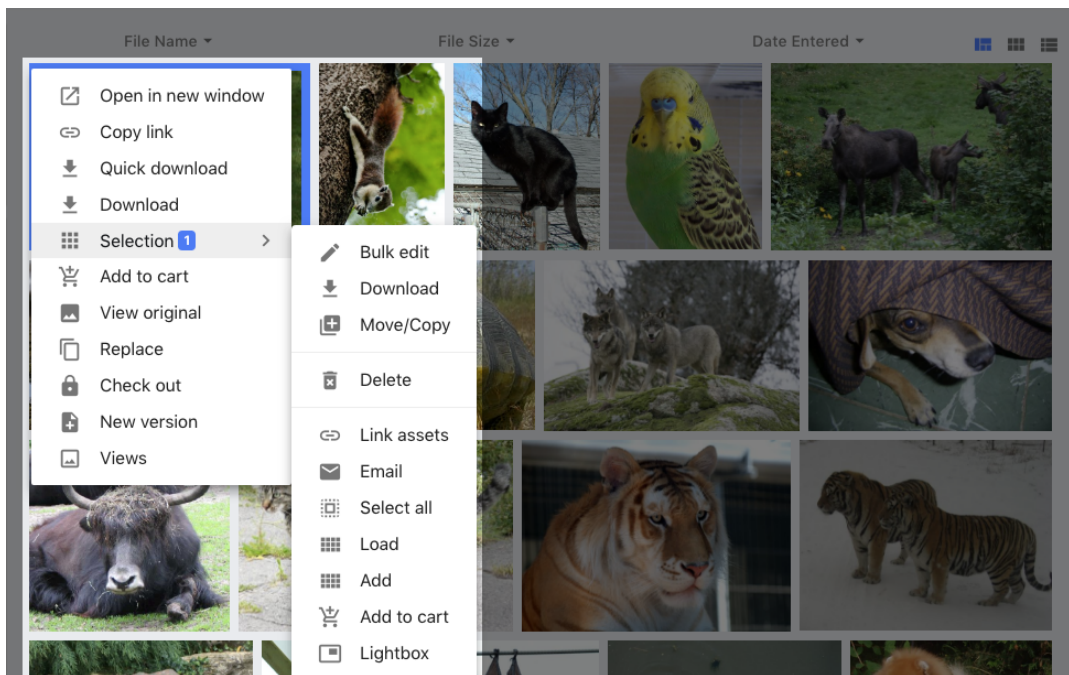 File Name
File Size
Date Entered
Open in new window
Copy link
Quick download
Download
Selection 1
Add to cart
View original
Replace
Check out
New version
Views
Bulk edit
Download
Move/Copy
Delete
Link assets
Email
Select all
Load
Add
Add to cart
Lightbox